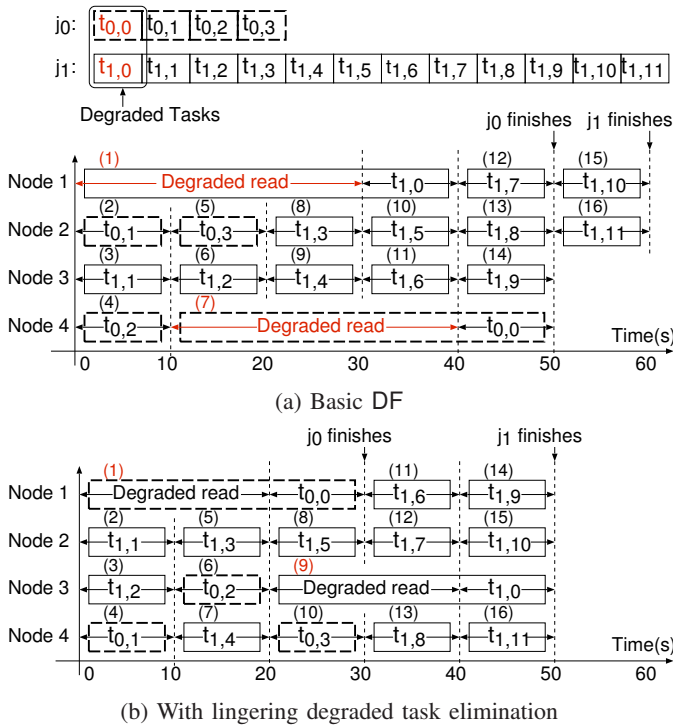 j0: t0,0 t0,1 t0,2 t0,3
j1: t1,0 t1,1 t1,2 t1,3 t1,4 t1,5 t1,6 t1,7 t1,8 t1,9 t1,10 t1,11
Degraded Tasks
j0 finishes j1 finishes
(1) (12) (15)
Node 1 Degraded read t1,0 t1,7 t1,10
(2) (5) (8) (10) (13) (16)
Node 2 t0,1 t0,3 t1,3 t1,5 t1,8 t1,11
(3) (6) (9) (11) (14)
Node 3 t1,1 t1,2 t1,4 t1,6 t1,9
(4) (7)
Node 4 t0,2 Degraded read t0,0
Time(s)
0 10 20 30 40 50 60
(a) Basic DF
j0 finishes j1 finishes
(1) (11) (14)
Node 1 Degraded read t0,0 t1,6 t1,9
(2) (5) (8) (12) (15)
Node 2 t1,1 t1,3 t1,5 t1,7 t1,10
(3) (6) (9)
Node 3 t1,2 t0,2 Degraded read t1,0
(4) (7) (10) (13) (16)
Node 4 t0,1 t1,4 t0,3 t1,8 t1,11
Time(s)
0 10 20 30 40 50 60
(b) With lingering degraded task elimination